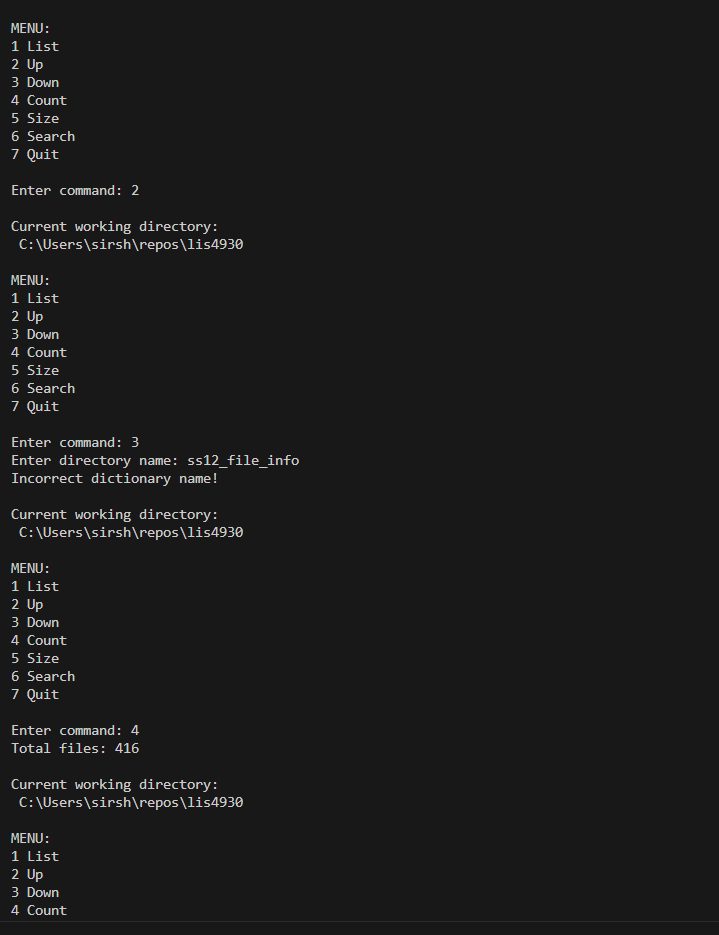 MENU:
1 List
2 Up
3 Down
4 Count
5 Size
6 Search
7 Quit
Enter command: 2
Current working directory:
C:\Users\sirsh\repos\lis4930
MENU:
1 List
2 Up
3 Down
4 Count
5 Size
6 Search
7 Quit
Enter command: 3
Enter directory name: ss12_file_info
Incorrect dictionary name!
Current working directory:
C:\Users\sirsh\repos\lis4930
MENU:
1 List
2 Up
3 Down
4 Count
5 Size
6 Search
7 Quit
Enter command: 4
Total files: 416
Current working directory:
C:\Users\sirsh\repos\lis4930
MENU:
1 List
2 Up
3 Down
4 Count